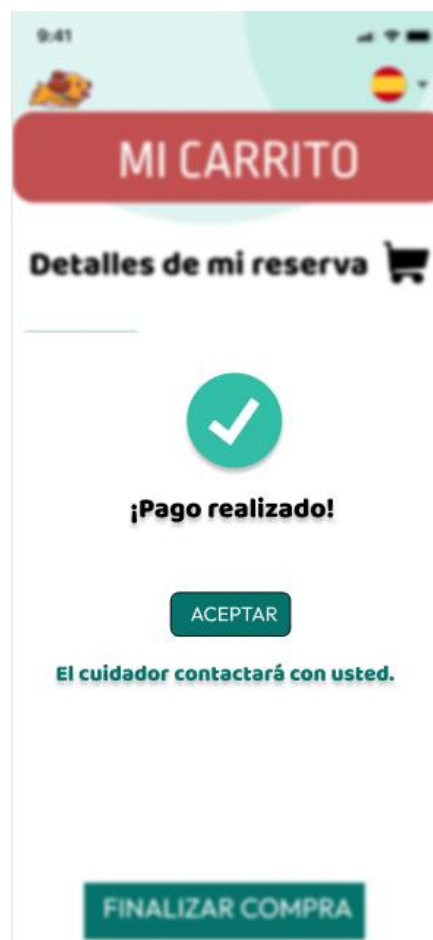 9:41
MI CARRITO
Detalles de mi reserva
¡Pago realizado!
ACEPTAR
El cuidador contactará con usted.
FINALIZAR COMPRA